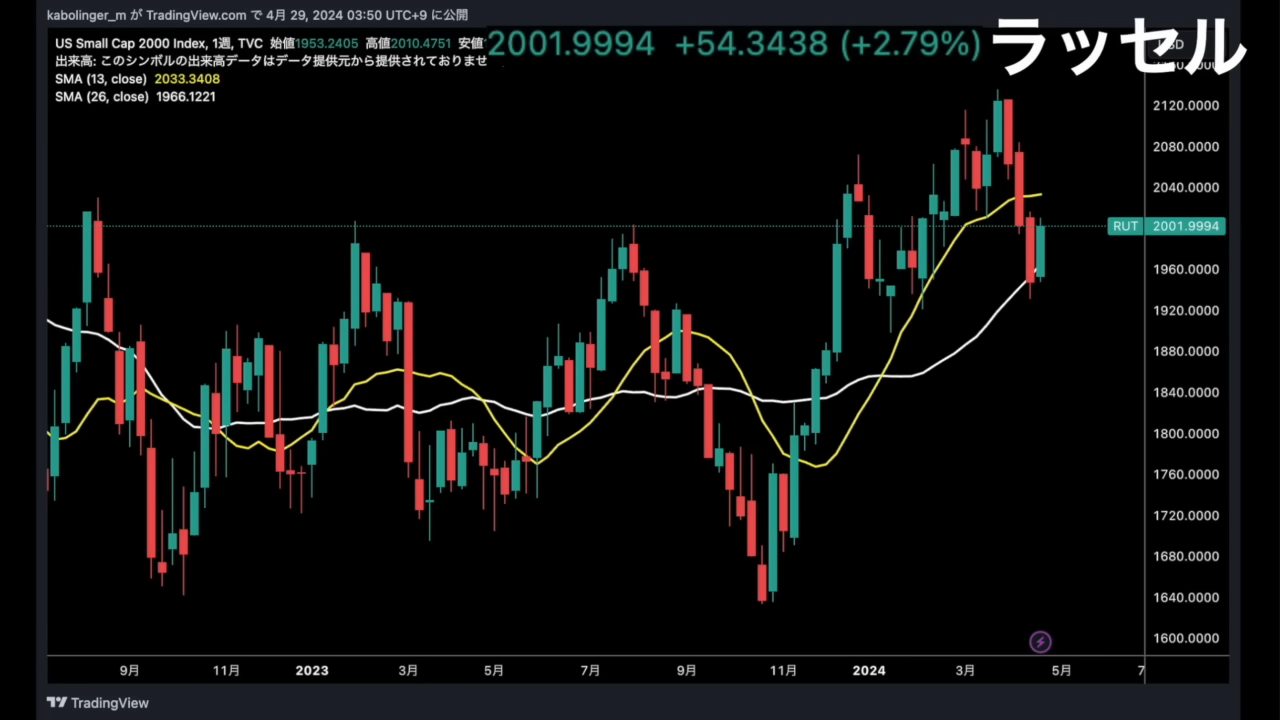 kabolinger_m が TradingView.com で 4月 29, 2024 03:50 UTC+9 に公開
US Small Cap 2000 Index, 1週, TVC 始値1953.2405 高値2010.4751 安値 2001.9994 +54.3438 (+2.79%) ラッセル
出来高: このシンボルの出来高データはデータ提供元から提供されておりませ
SMA (13, close) 2033.3408
SMA (26, close) 1966.1221
2120.0000
2080.0000
2040.0000
RUT 2001.9994
1960.0000
1920.0000
1880.0000
1840.0000
1800.0000
1760.0000
1720.0000
1680.0000
1640.0000
1600.0000
9月 11月 2023 3月 5月 7月 9月 11月 2024 3月 5月 7
TradingView